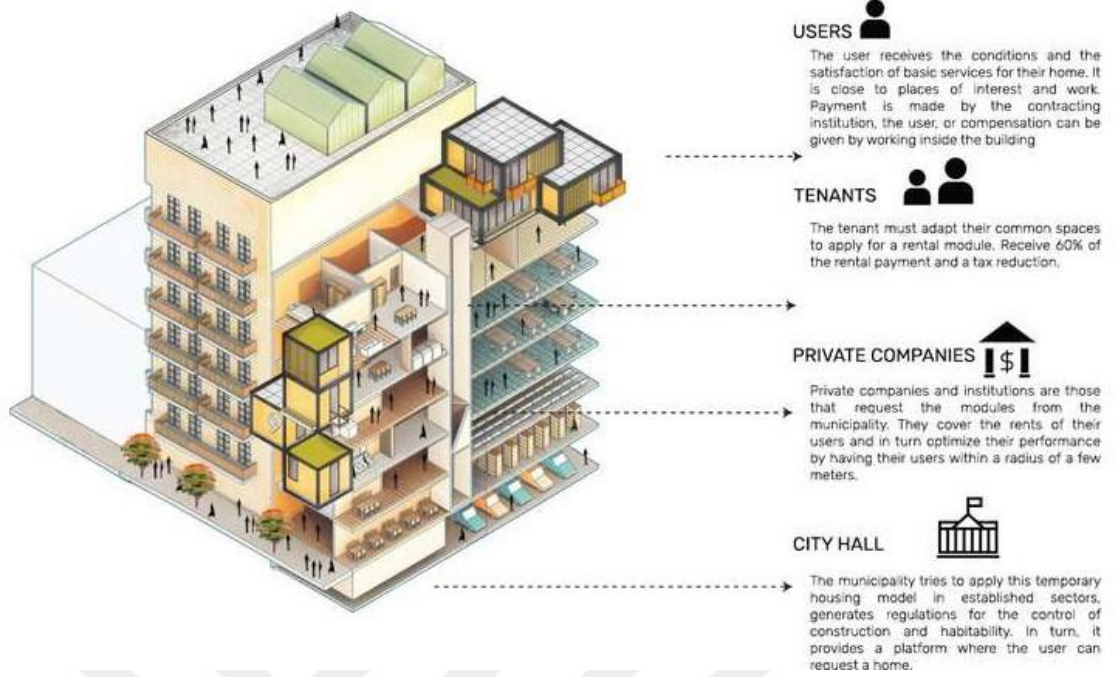 USERS
The user receives the conditions and the
satisfaction of basic services for their home. It
is close to places of interest and work.
Payment is made by the contracting
institution, the user, or compensation can be
given by working inside the building
TENANTS
The tenant must adapt their common spaces
to apply for a rental module. Receive 60% of
the rental payment and a tax reduction.
PRIVATE COMPANIES
$
Private companies and institutions are those
that request the modules from the
municipality. They cover the rents of their
users and in turn optimize their performance
by having their users within a radius of a few
meters.
CITY HALL
The municipality tries to apply this temporary
housing model in established sectors,
generates regulations for the control of
construction and habitability. In turn, it
provides a platform where the user can
request a home.